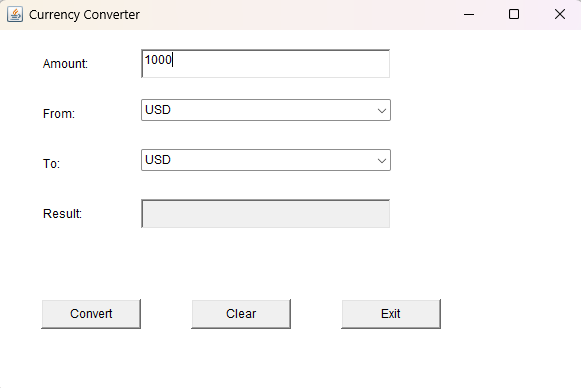 Currency Converter
Amount: 1000
From: USD
To: USD
Result:
Convert Clear Exit